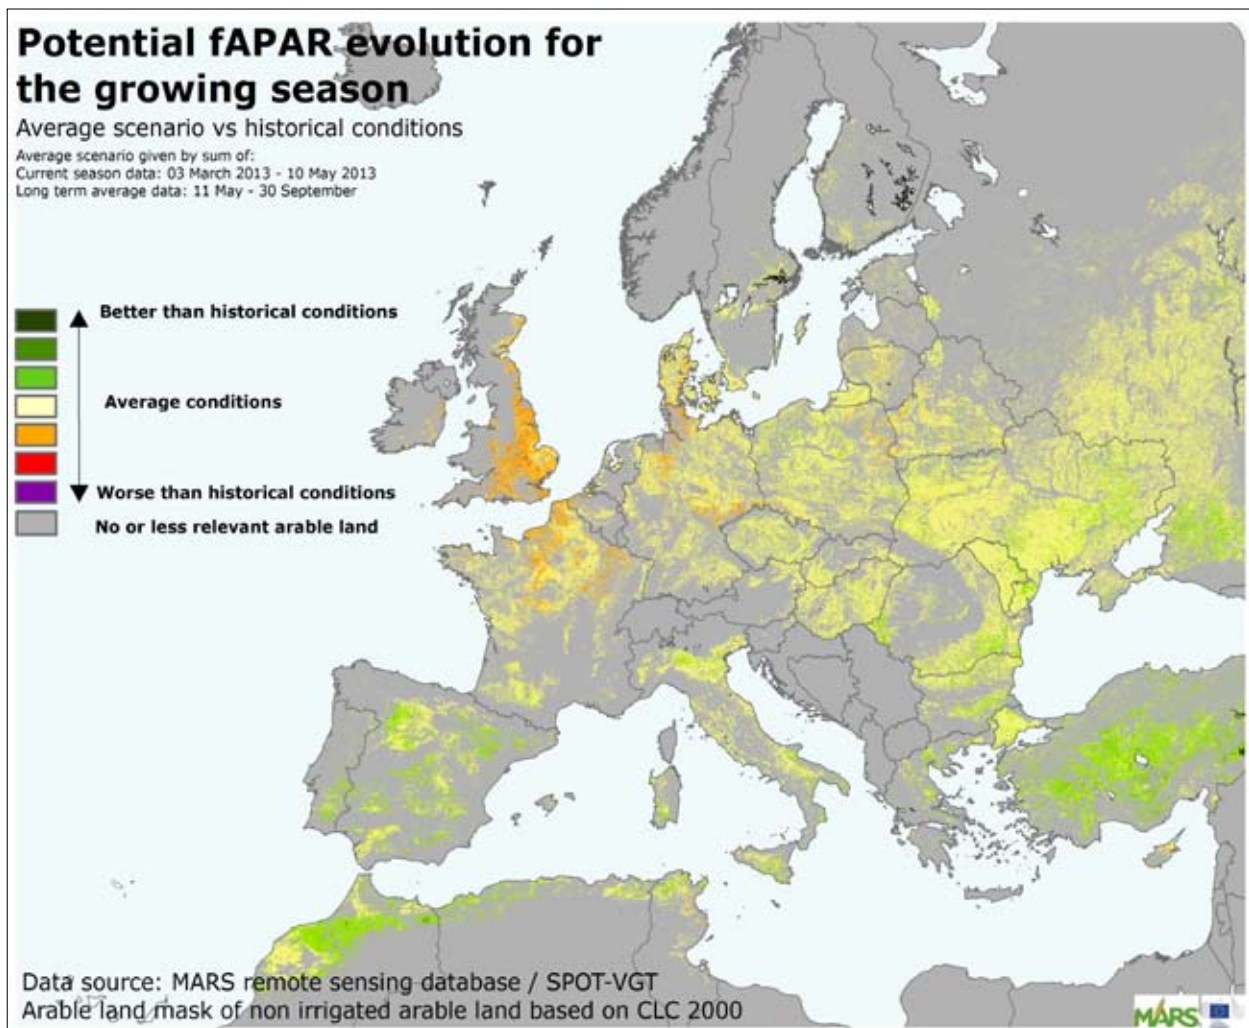 Potential fAPAR evolution for
the growing season
Average scenario vs historical conditions
Average scenario given by sum of:
Current season data: 03 March 2013 - 10 May 2013
Long term average data: 11 May - 30 September
Better than historical conditions
Average conditions
Worse than historical conditions
No or less relevant arable land
Data source: MARS remote sensing database / SPOT-VGT
Arable land mask of non irrigated arable land based on CLC 2000
MARS